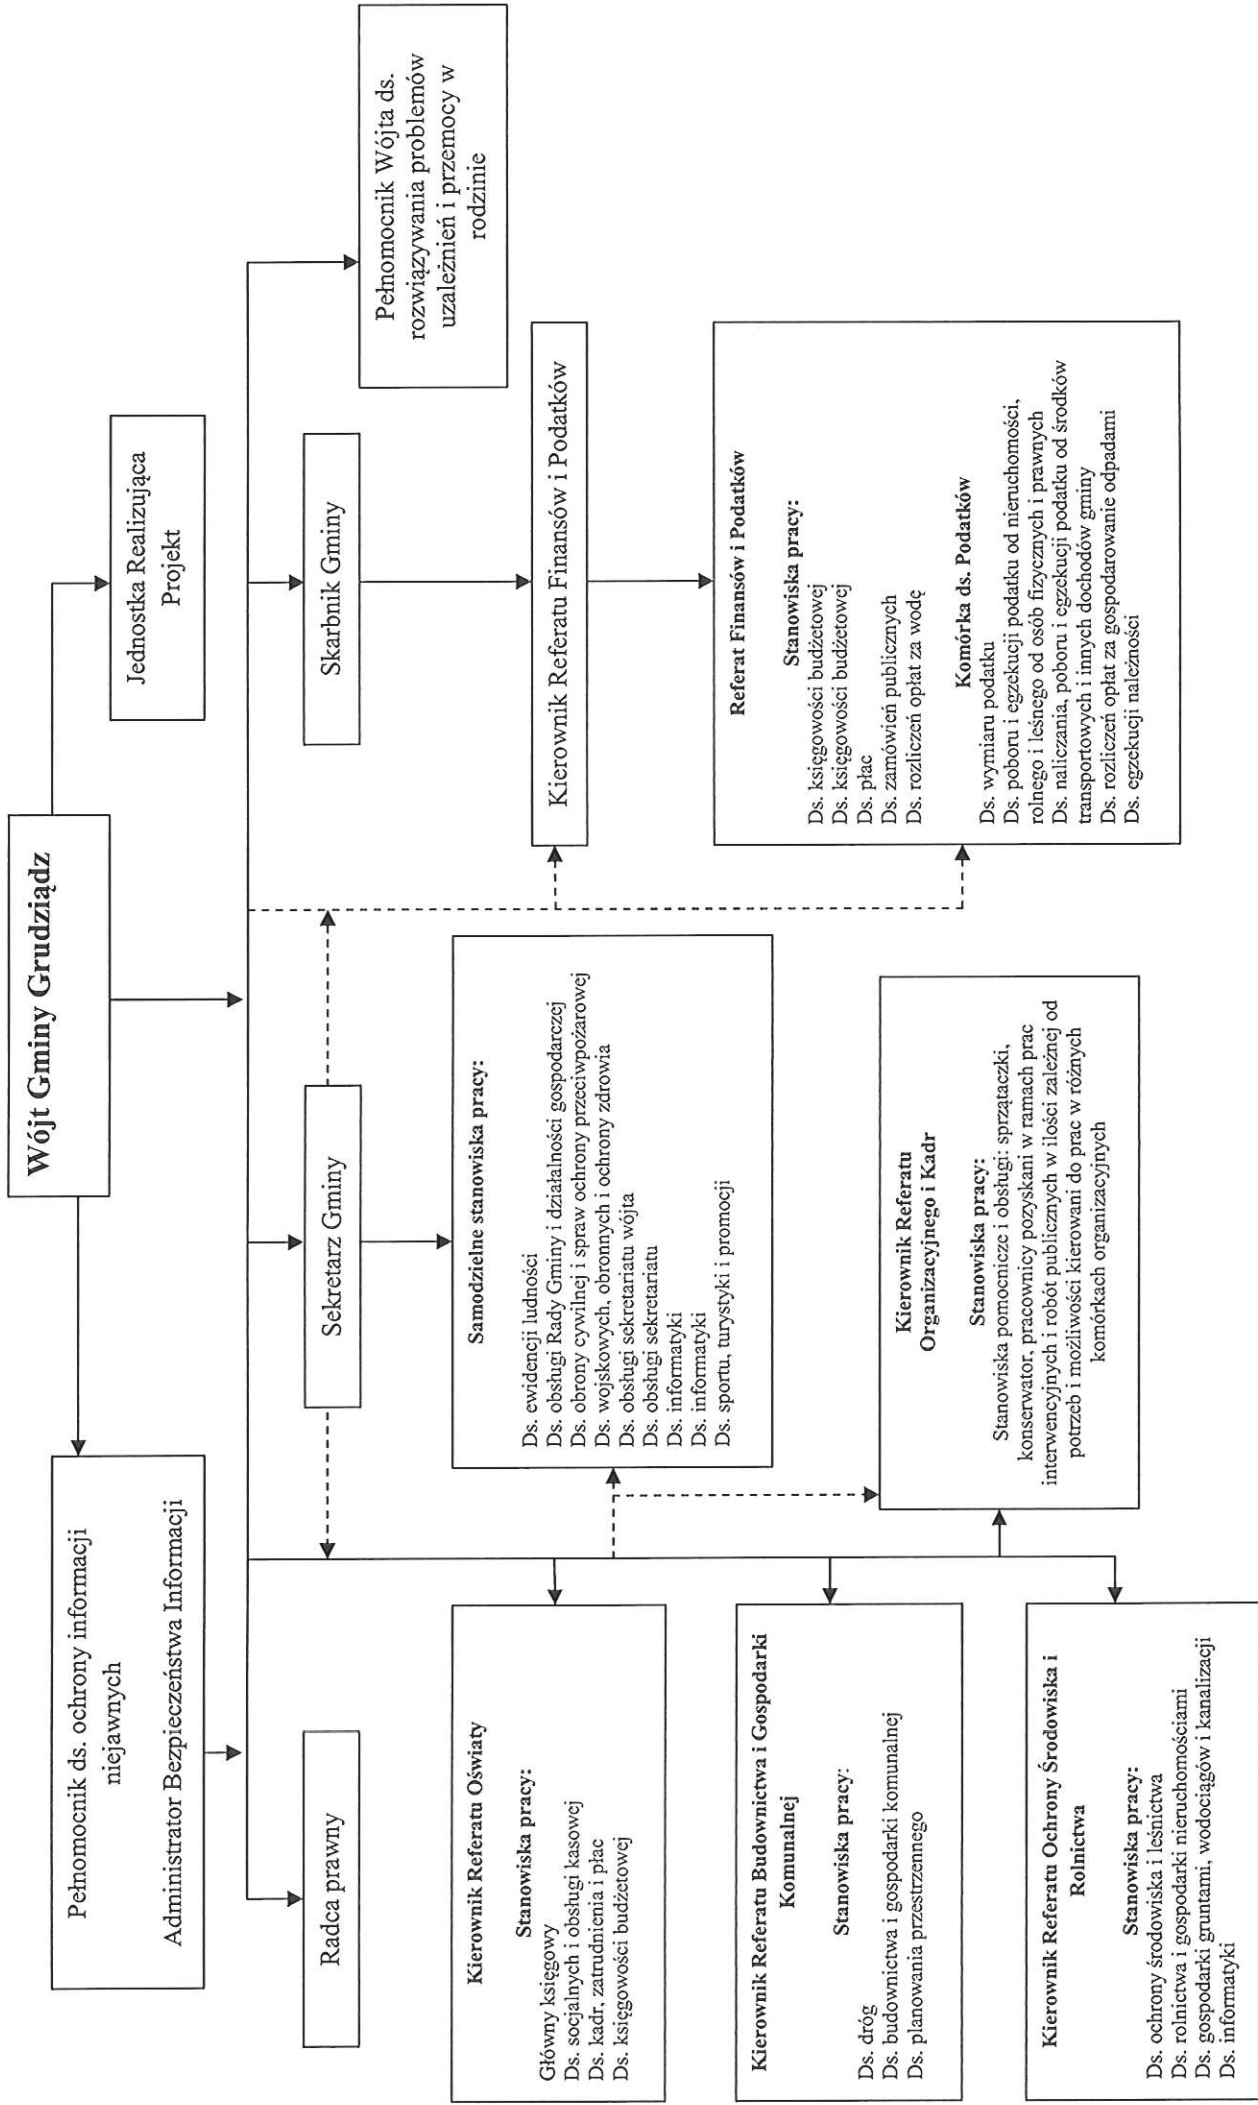 Wójt Gminy Grudziądz
Pełnomocnik ds. ochrony informacji
niejawnych
Administrator Bezpieczeństwa Informacji
Jednostka Realizująca
Projekt
Radca prawny
Sekretarz Gminy
Skarbnik Gminy
Pełnomocnik Wójta ds.
rozwiązywania problemów
uzależnień i przemocy w
rodzinie
Kierownik Referatu Oświaty
Stanowiska pracy:
Główny księgowy
Ds. socjalnych i obsługi kasowej
Ds. kadr, zatrudnienia i płac
Ds. księgowości budżetowej
Samodzielne stanowiska pracy:
Ds. ewidencji ludności
Ds. obsługi Rady Gminy i działalności gospodarczej
Ds. obrony cywilnej i spraw ochrony przeciwpożarowej
Ds. wojskowych, obronnych i ochrony zdrowia
Ds. obsługi sekretariatu wójta
Ds. obsługi sekretariatu
Ds. informatyki
Ds. informatyki
Ds. sportu, turystyki i promocji
Kierownik Referatu Finansów i Podatków
Kierownik Referatu Budownictwa i Gospodarki
Komunalnej
Stanowiska pracy:
Ds. dróg
Ds. budownictwa i gospodarki komunalnej
Ds. planowania przestrzennego
Kierownik Referatu
Organizacyjnego i Kadr
Stanowiska pracy:
Stanowiska pomocnicze i obsługi: sprzątaczki,
konserwator, pracownicy pozyskani w ramach prac
interwencyjnych i robót publicznych w ilości zależnej od
potrzeb i możliwości kierowani do prac w różnych
komórkach organizacyjnych
Referat Finansów i Podatków
Stanowiska pracy:
Ds. księgowości budżetowej
Ds. księgowości budżetowej
Ds. płac
Ds. zamówień publicznych
Ds. rozliczeń opłat za wodę
Komórka ds. Podatków
Ds. wymiaru podatku
Ds. poboru i egzekucji podatku od nieruchomości,
rolnego i leśnego od osób fizycznych i prawnych
Ds. naliczania, poboru i egzekucji podatku od środków
transportowych i innych dochodów gminy
Ds. rozliczeń opłat za gospodarowanie odpadami
Ds. egzekucji należności
Kierownik Referatu Ochrony Środowiska i
Rolnictwa
Stanowiska pracy:
Ds. ochrony środowiska i leśnictwa
Ds. rolnictwa i gospodarki nieruchomościami
Ds. gospodarki gruntami, wodociągów i kanalizacji
Ds. informatyki